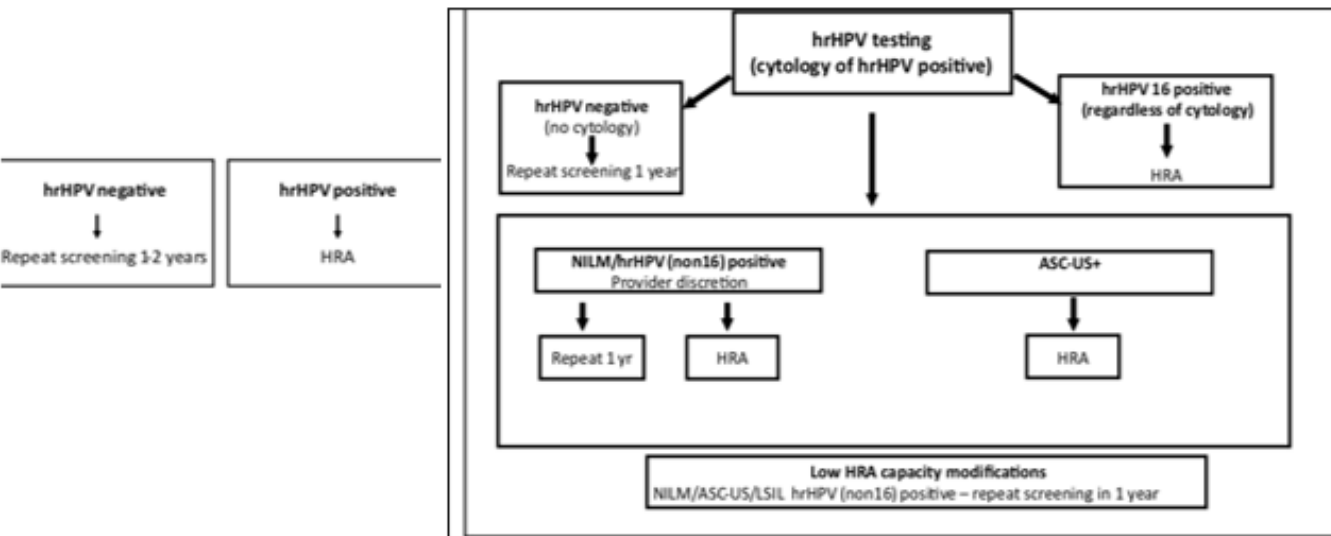 hrHPV negative
Repeat screening 1-2 years
hrHPV positive
HRA
hrHPV testing
(cytology of hrHPV positive)
hrHPV negative
(no cytology)
Repeat screening 1 year
hrHPV 16 positive
(regardless of cytology)
HRA
NILM/hrHPV (non16) positive
Provider discretion
Repeat 1 yr
HRA
ASC-US+
HRA
Low HRA capacity modifications
NILM/ASC-US/LSIL hrHPV (non16) positive – repeat screening in 1 year